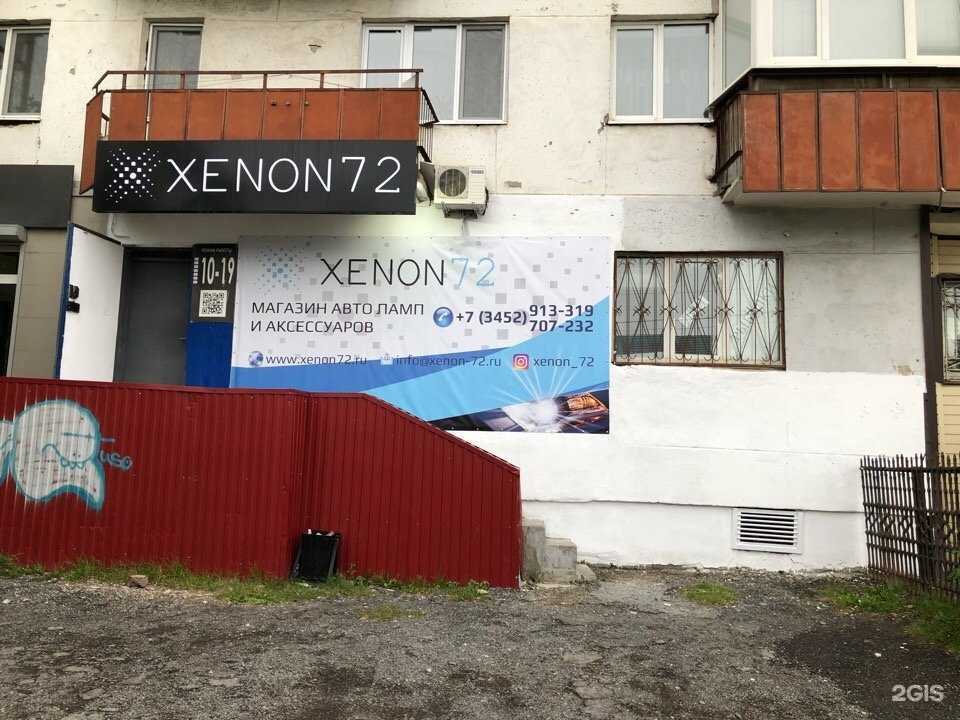 XENON72
10-19
XENON72
МАГАЗИН АВТО ЛАМП
И АКСЕССУАРОВ
+7 (3452) 913-319
707-232
www.xenon72.ru info@xenon-72.ru xenon_72
uso
2GIS